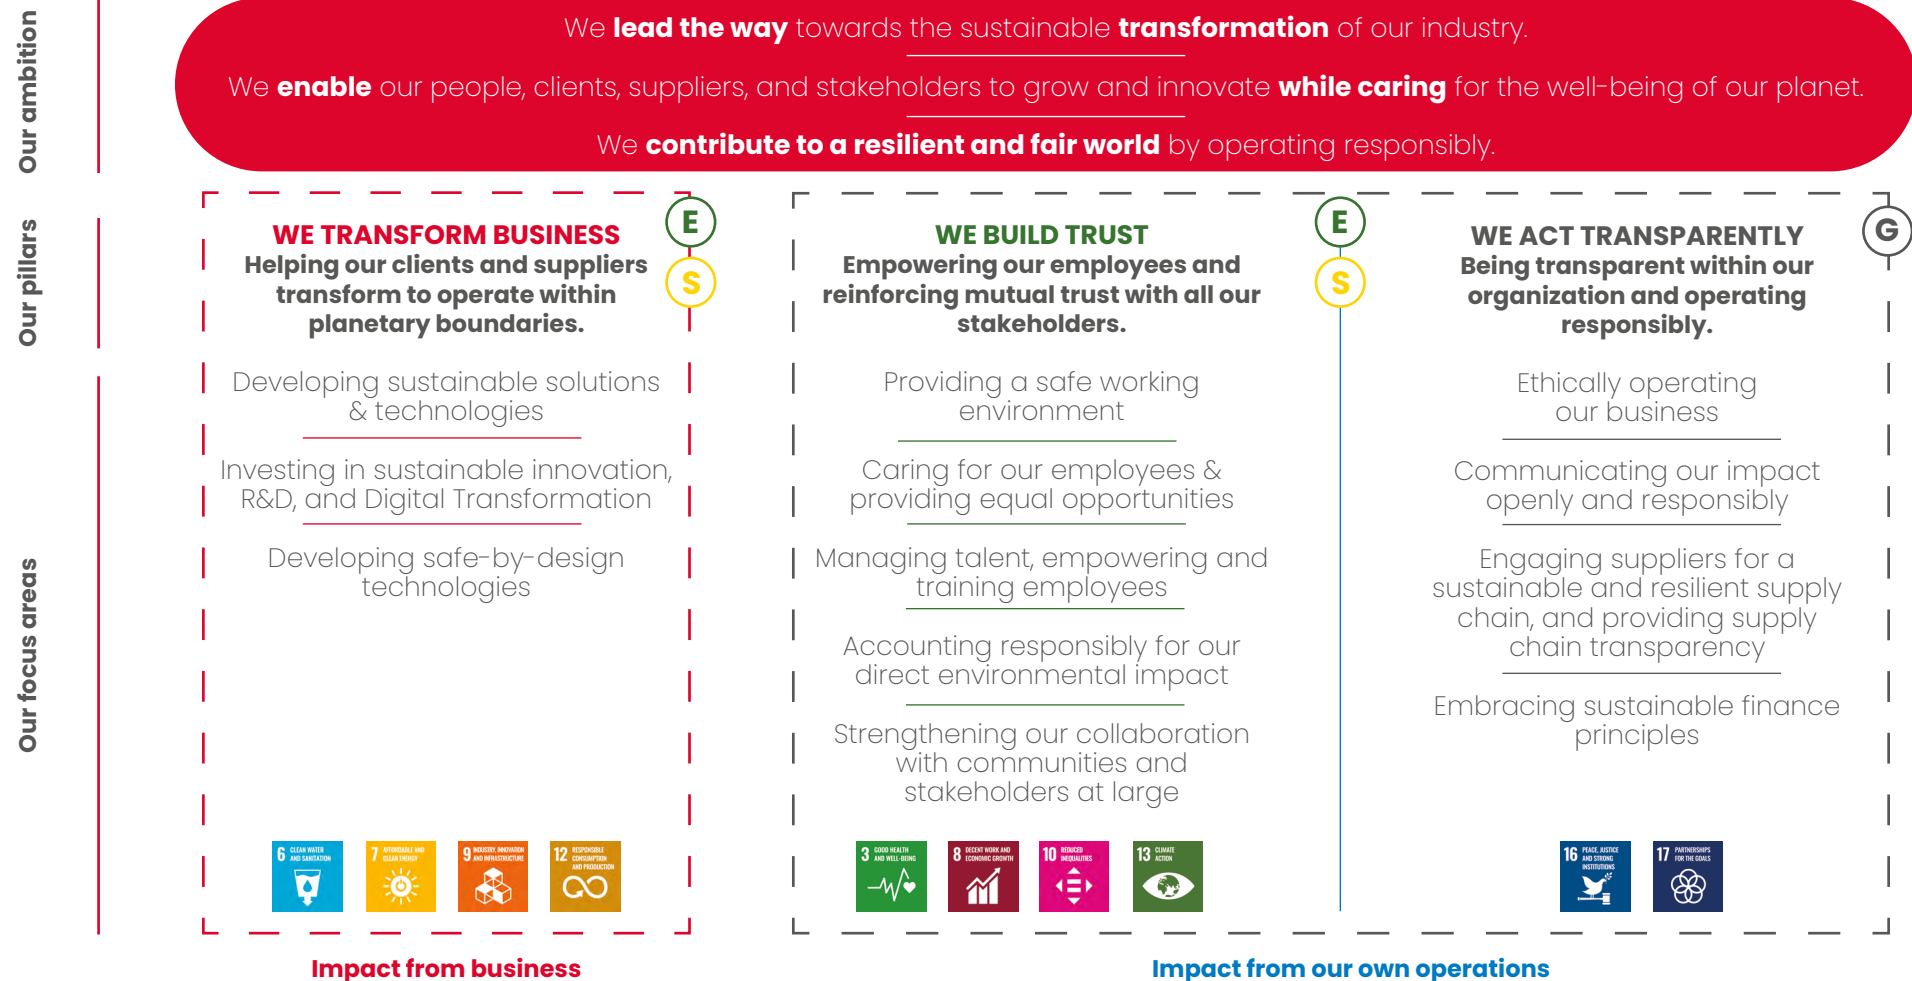 Our ambition
We lead the way towards the sustainable transformation of our industry.
We enable our people, clients, suppliers, and stakeholders to grow and innovate while caring for the well-being of our planet.
We contribute to a resilient and fair world by operating responsibly.
Our pillars
WE TRANSFORM BUSINESS
Helping our clients and suppliers
transform to operate within
planetary boundaries.
E
S
WE BUILD TRUST
Empowering our employees and
reinforcing mutual trust with all our
stakeholders.
E
S
WE ACT TRANSPARENTLY
Being transparent within our
organization and operating
responsibly.
G
Our focus areas
Developing sustainable solutions
& technologies
Investing in sustainable innovation,
R&D, and Digital Transformation
Developing safe-by-design
technologies
6 CLEAN WATER
AND SANITATION
7 AFFORDABLE AND
CLEAN ENERGY
9 INDUSTRY, INNOVATION
AND INFRASTRUCTURE
12 RESPONSIBLE
CONSUMPTION
AND PRODUCTION
Providing a safe working
environment
Caring for our employees &
providing equal opportunities
Managing talent, empowering and
training employees
Accounting responsibly for our
direct environmental impact
Strengthening our collaboration
with communities and
stakeholders at large
3 GOOD HEALTH
AND WELL-BEING
8 DECENT WORK AND
ECONOMIC GROWTH
10 REDUCED
INEQUALITIES
13 CLIMATE
ACTION
Ethically operating
our business
Communicating our impact
openly and responsibly
Engaging suppliers for a
sustainable and resilient supply
chain, and providing supply
chain transparency
Embracing sustainable finance
principles
16 PEACE, JUSTICE
AND STRONG
INSTITUTIONS
17 PARTNERSHIPS
FOR THE GOALS
Impact from business
Impact from our own operations